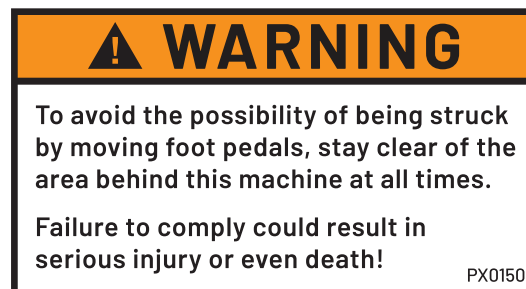 WARNING
To avoid the possibility of being struck
by moving foot pedals, stay clear of the
area behind this machine at all times.
Failure to comply could result in
serious injury or even death!
PX0150